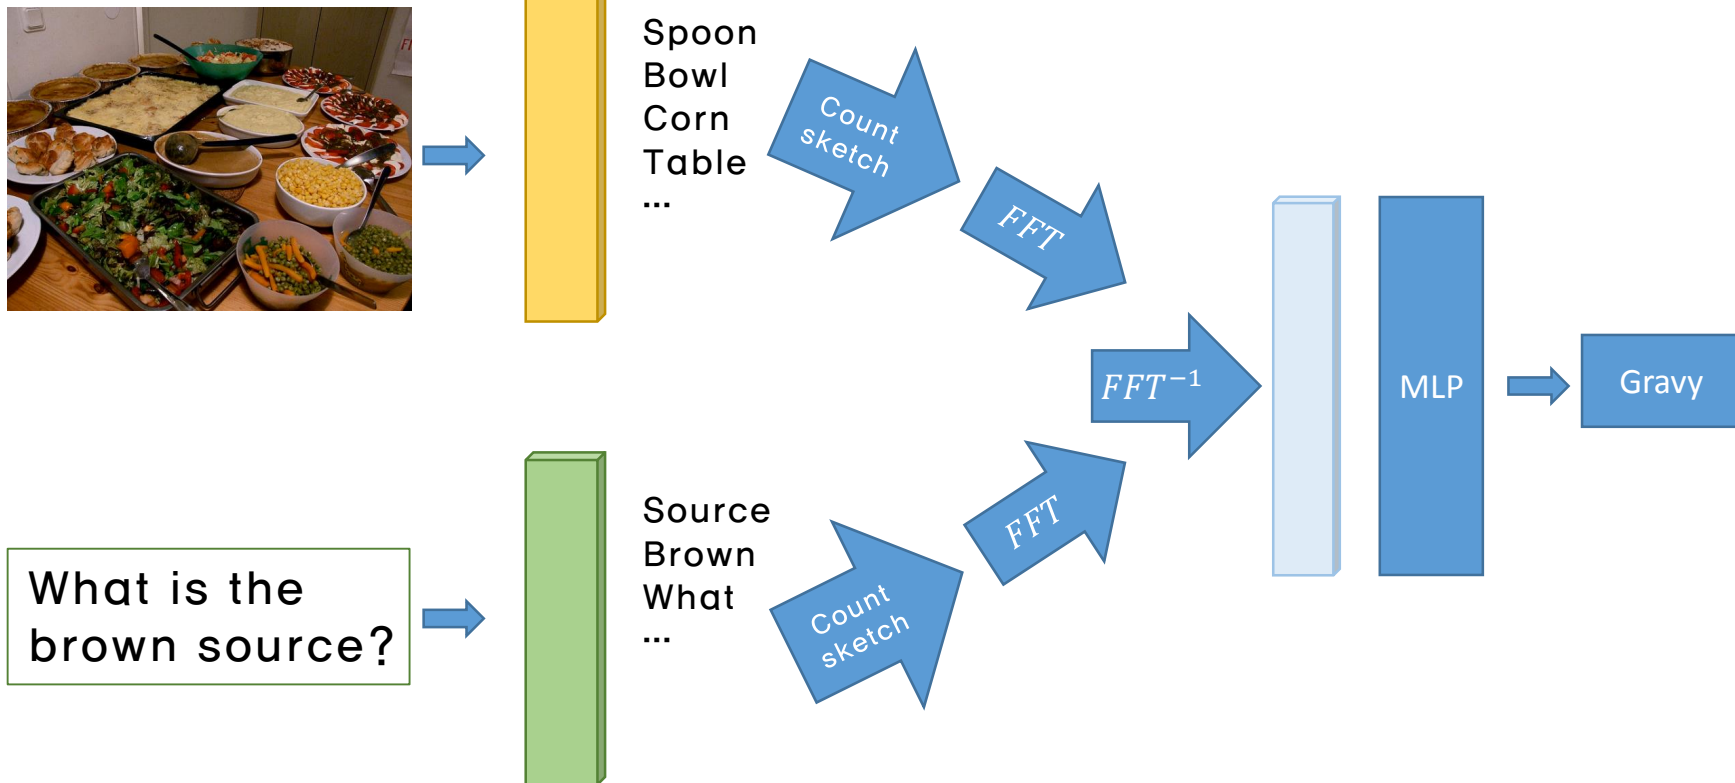 Spoon
Bowl
Corn
Table
...
Count
sketch
FFT
What is the
brown source?
Source
Brown
What
...
Count
sketch
FFT
FFT⁻¹
MLP
Gravy